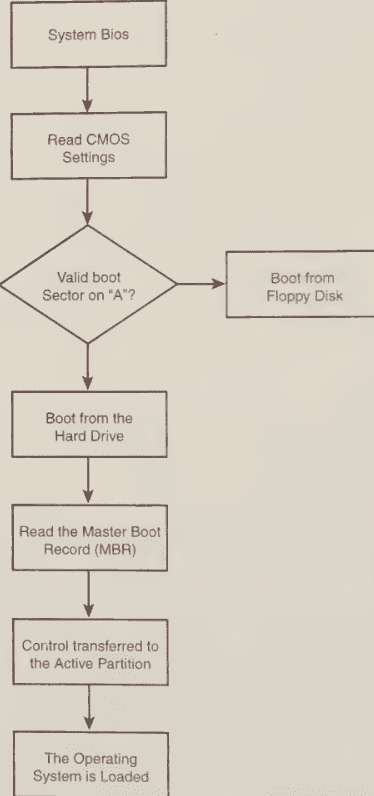 System Bios
Read CMOS
Settings
Valid boot
Sector on "A"?
Boot from
Floppy Disk
Boot from the
Hard Drive
Read the Master Boot
Record (MBR)
Control transferred to
the Active Partition
The Operating
System is Loaded